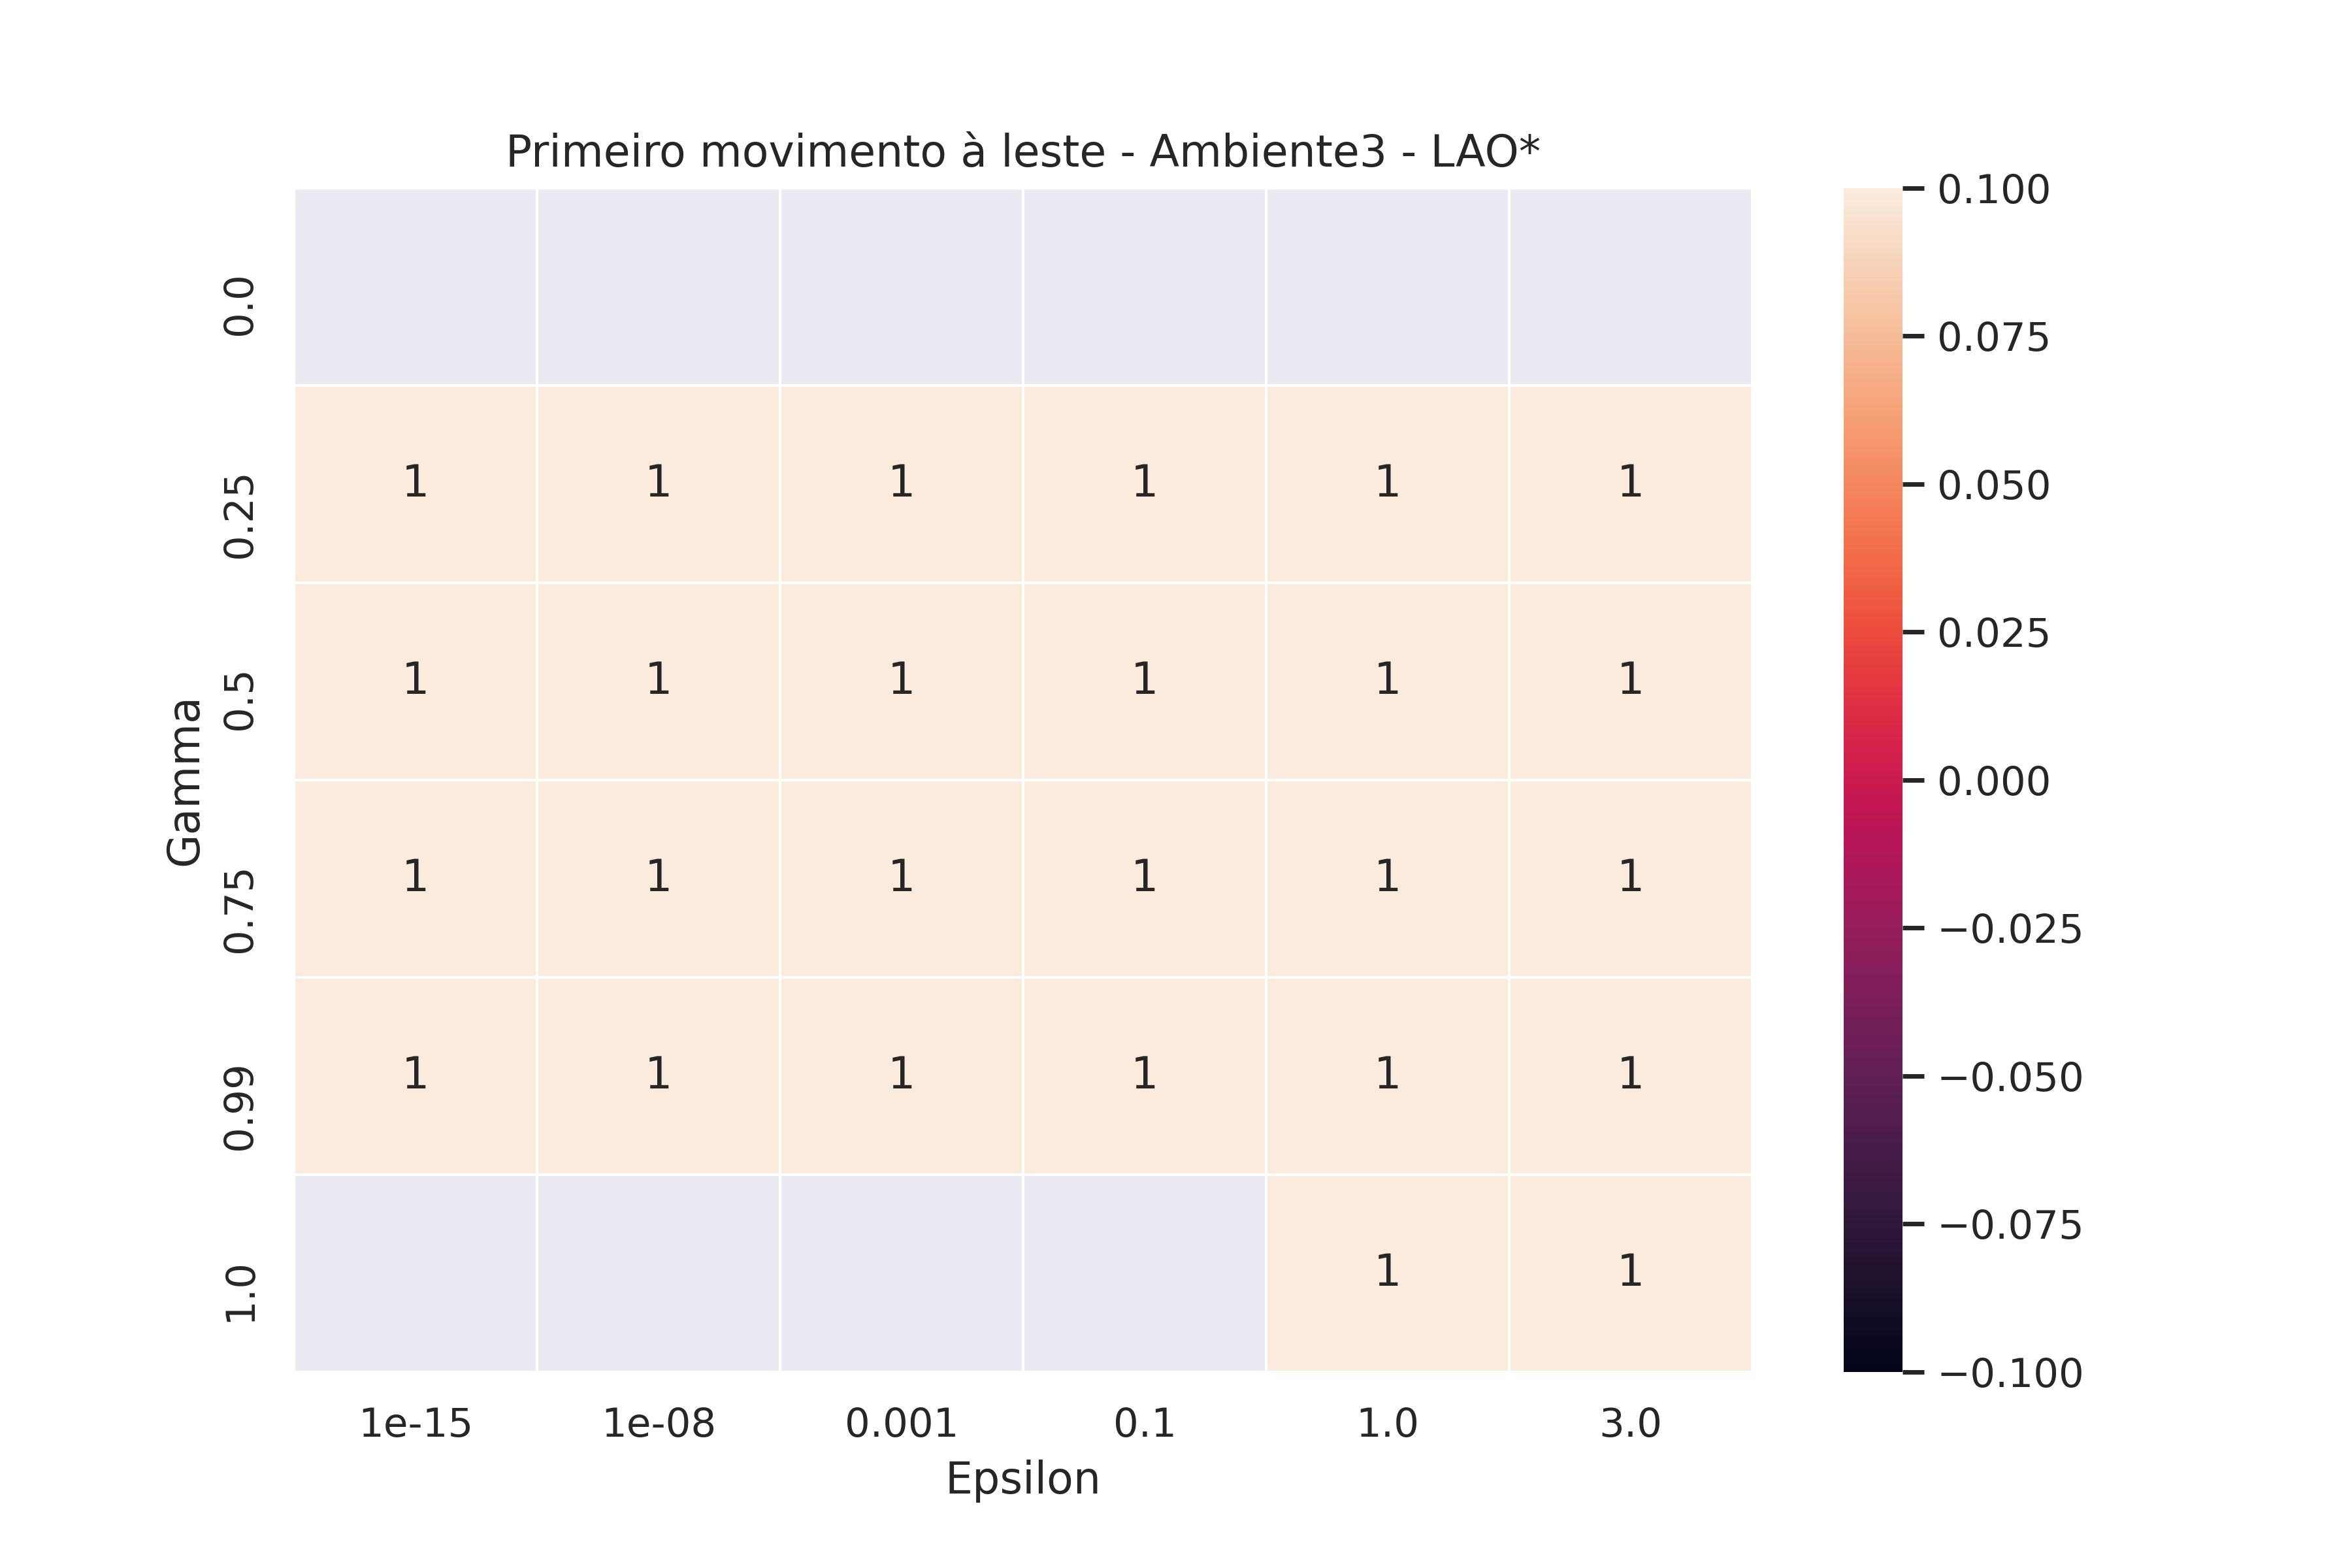 Primeiro movimento à leste - Ambiente3 - LAO*
Gamma
0.0
0.25 1 1 1 1 1 1
0.5 1 1 1 1 1 1
0.75 1 1 1 1 1 1
0.99 1 1 1 1 1 1
1.0 1 1
1e-15 1e-08 0.001 0.1 1.0 3.0
Epsilon
0.100
0.075
0.050
0.025
0.000
−0.025
−0.050
−0.075
−0.100